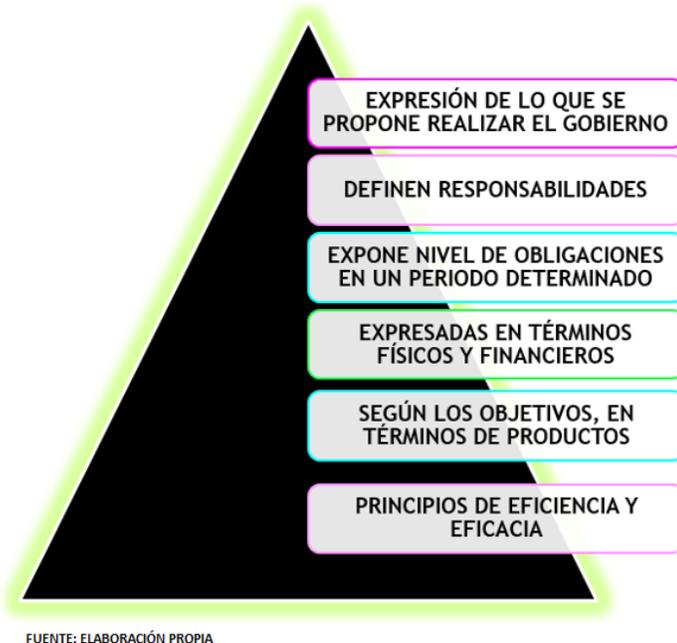 EXPRESIÓN DE LO QUE SE
PROPONE REALIZAR EL GOBIERNO
DEFINEN RESPONSABILIDADES
EXPONE NIVEL DE OBLIGACIONES
EN UN PERIODO DETERMINADO
EXPRESADAS EN TÉRMINOS
FÍSICOS Y FINANCIEROS
SEGÚN LOS OBJETIVOS, EN
TÉRMINOS DE PRODUCTOS
PRINCIPIOS DE EFICIENCIA Y
EFICACIA
FUENTE: ELABORACIÓN PROPIA